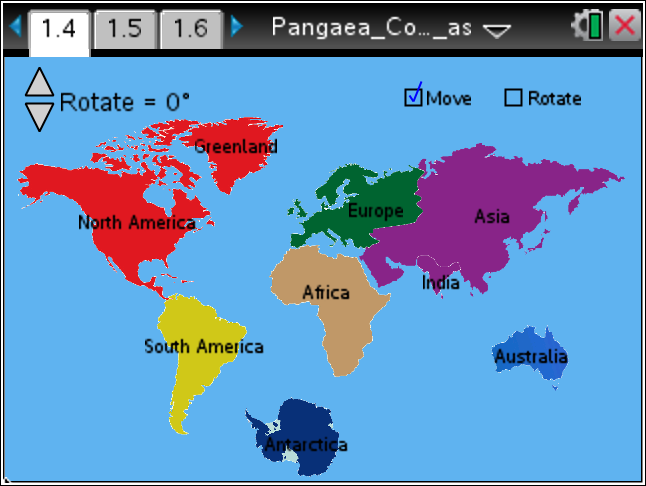 1.4 1.5 1.6 Pangaea_Co…_as
Rotate = 0°
Move Rotate
Greenland
North America
Europe
Asia
India
Africa
South America
Australia
Antarctica